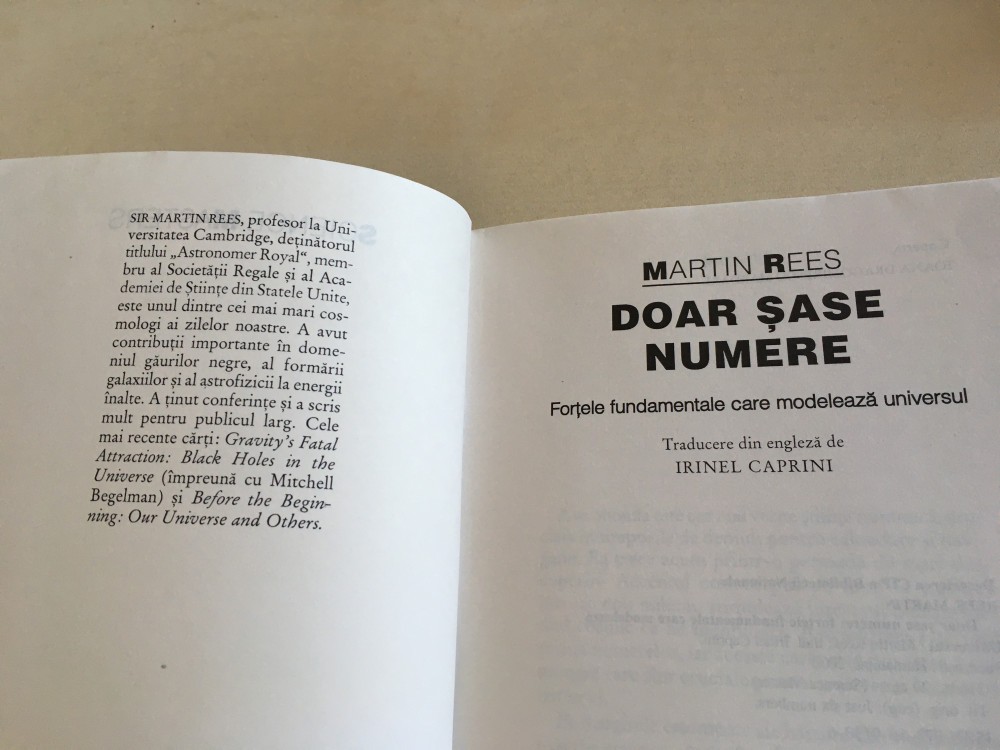 SIR MARTIN REES, profesor la Uni-
versitatea Cambridge, deținătorul
titlului „Astronomer Royal“, mem-
bru al Societății Regale și al Aca-
demiei de Științe din Statele Unite,
este unul dintre cei mai mari cos-
mologi ai zilelor noastre. A avut
contribuții importante în dome-
niul găurilor negre, al formării
galaxiilor și al astrofizicii la energii
înalte. A ținut conferințe și a scris
mult pentru publicul larg. Cele
mai recente cărți: Gravity's Fatal
Attraction: Black Holes in the
Universe (împreună cu Mitchell
Begelman) și Before the Begin-
ning: Our Universe and Others.
MARTIN REES
DOAR ȘASE
NUMERE
Forțele fundamentale care modelează universul
Traducere din engleză de
IRINEL CAPRINI